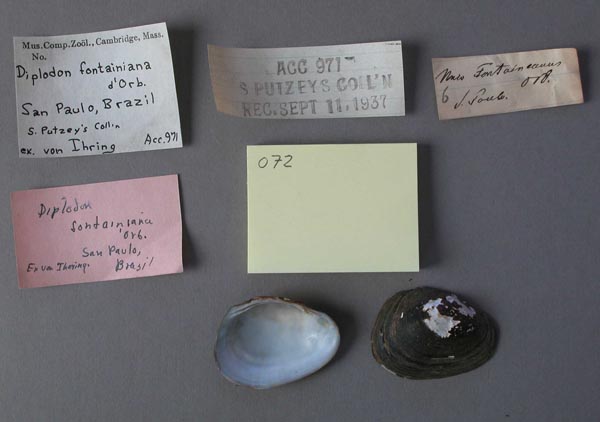 Mus. Comp. Zoöl., Cambridge, Mass.
No.
Diplodon fontainiana
d'Orb.
San Paulo, Brazil
S. Putzey's Coll.n
ex. von Ihring Acc. 971
ACC 971
S PUTZEYS COLL'N
REC. SEPT 11, 1937
Fontaineanus
6 Orb.
S. Paulo.
072
Diplodon
fontainiana
d'Orb.
San Paulo,
Ex von Ihering. Brasil